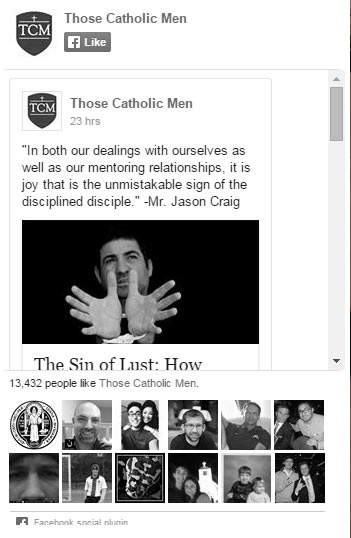 TCM
Those Catholic Men
Like
TCM
Those Catholic Men
23 hrs
"In both our dealings with ourselves as
well as our mentoring relationships, it is
joy that is the unmistakable sign of the
disciplined disciple." -Mr. Jason Craig
The Sin of Lust: How
13,432 people like Those Catholic Men.
Facebook social plugin